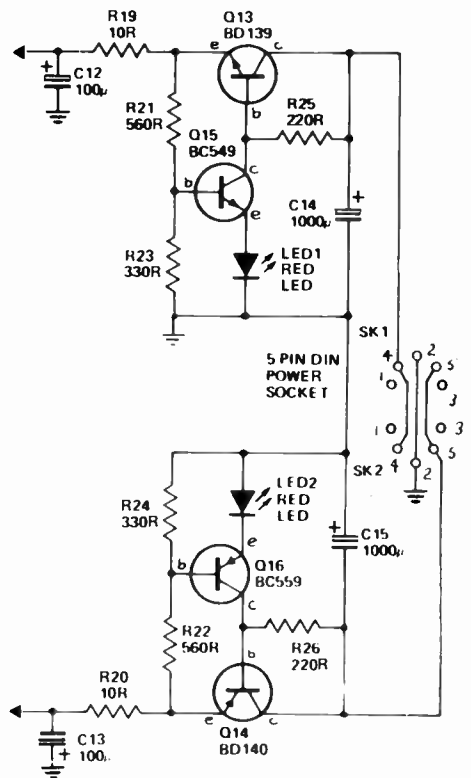 R19
10R
Q13
BD139
e
c
C12
100µ
+
b
R21
560R
R25
220R
Q15
BC549
c
b
e
C14
1000µ
+
R23
330R
LED1
RED
LED
SK1
5 PIN DIN
POWER
SOCKET
4
2
5
1
3
1
3
4
5
2
SK2
R24
330R
LED2
RED
LED
e
+
C15
1000µ
b
Q16
BC559
c
R22
560R
b
R26
220R
R20
10R
e
c
C13
100µ
+
Q14
BD140